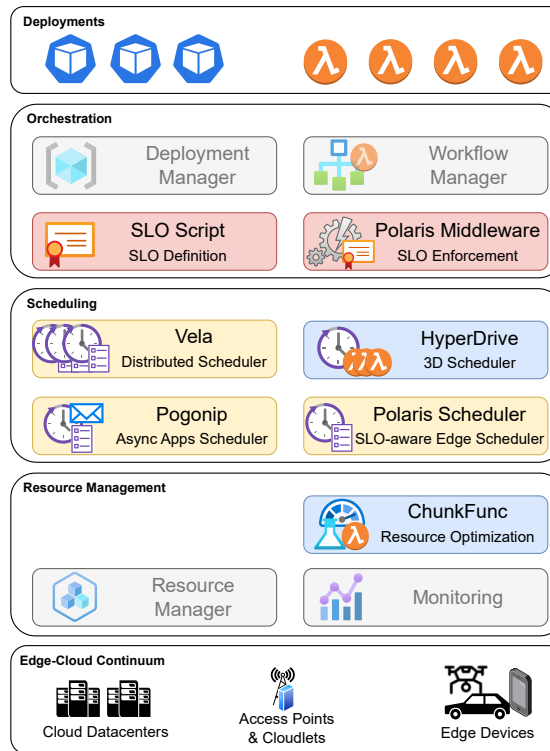 Deployments
Orchestration
Deployment
Manager
Workflow
Manager
SLO Script
SLO Definition
Polaris Middleware
SLO Enforcement
Scheduling
Vela
Distributed Scheduler
HyperDrive
3D Scheduler
Pogonip
Async Apps Scheduler
Polaris Scheduler
SLO-aware Edge Scheduler
Resource Management
ChunkFunc
Resource Optimization
Resource
Manager
Monitoring
Edge-Cloud Continuum
Cloud Datacenters
Access Points
& Cloudlets
Edge Devices